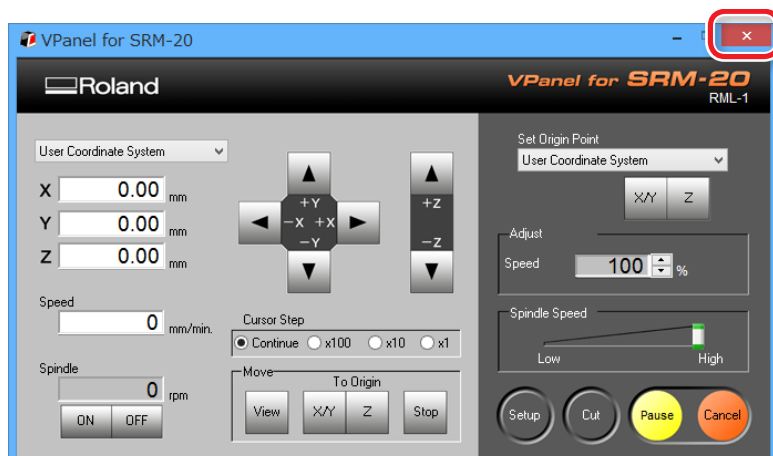 VPanel for SRM-20
Roland
VPanel for SRM-20
RML-1
User Coordinate System
X 0.00 mm
Y 0.00 mm
Z 0.00 mm
Speed
0 mm/min.
Spindle
0 rpm
ON OFF
+Y
-X +X
-Y
+Z
-Z
Cursor Step
Continue x100 x10 x1
Move
To Origin
View X/Y Z Stop
Set Origin Point
User Coordinate System
X/Y Z
Adjust
Speed 100 %
Spindle Speed
Low High
Setup Cut Pause Cancel